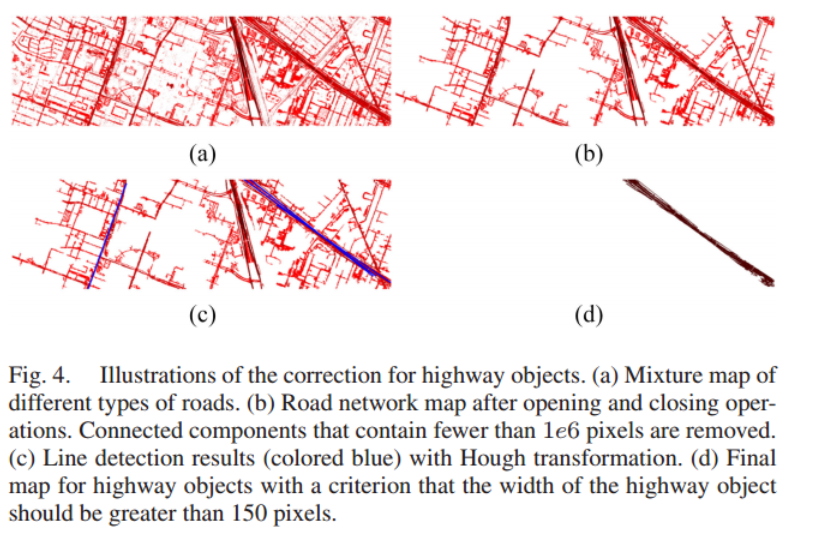 (a)
(b)
(c)
(d)
Fig. 4. Illustrations of the correction for highway objects. (a) Mixture map of
different types of roads. (b) Road network map after opening and closing oper-
ations. Connected components that contain fewer than 1e6 pixels are removed.
(c) Line detection results (colored blue) with Hough transformation. (d) Final
map for highway objects with a criterion that the width of the highway object
should be greater than 150 pixels.